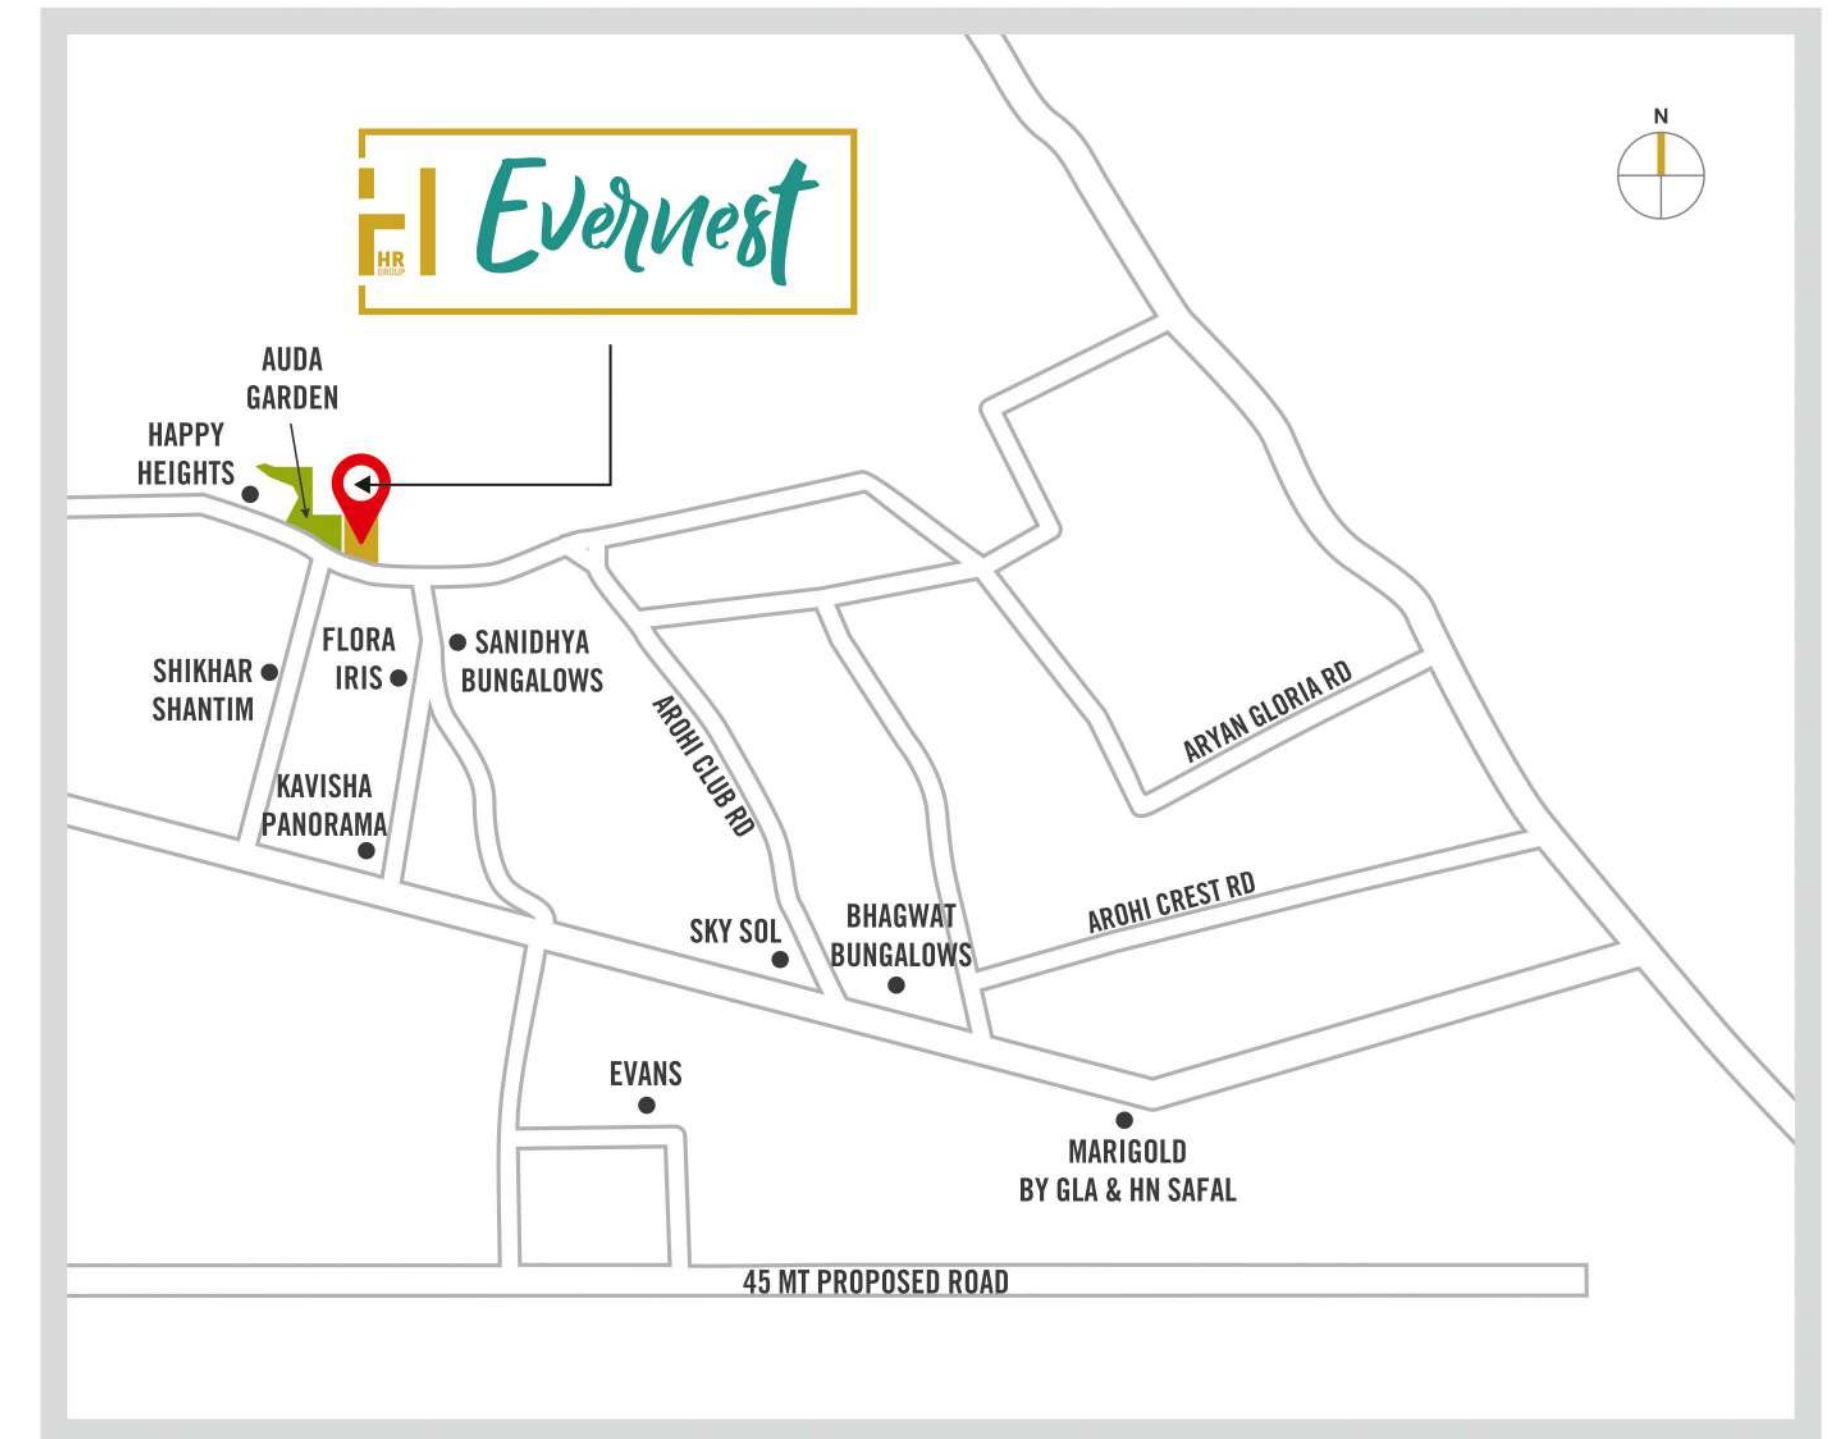 N
Evernest
HR
GROUP
AUDA
GARDEN
HAPPY
HEIGHTS
FLORA
IRIS
SANIDHYA
BUNGALOWS
SHIKHAR
SHANTIM
AROHI CLUB RD
ARYAN GLORIA RD
KAVISHA
PANORAMA
AROHI CREST RD
SKY SOL
BHAGWAT
BUNGALOWS
EVANS
MARIGOLD
BY GLA & HN SAFAL
45 MT PROPOSED ROAD